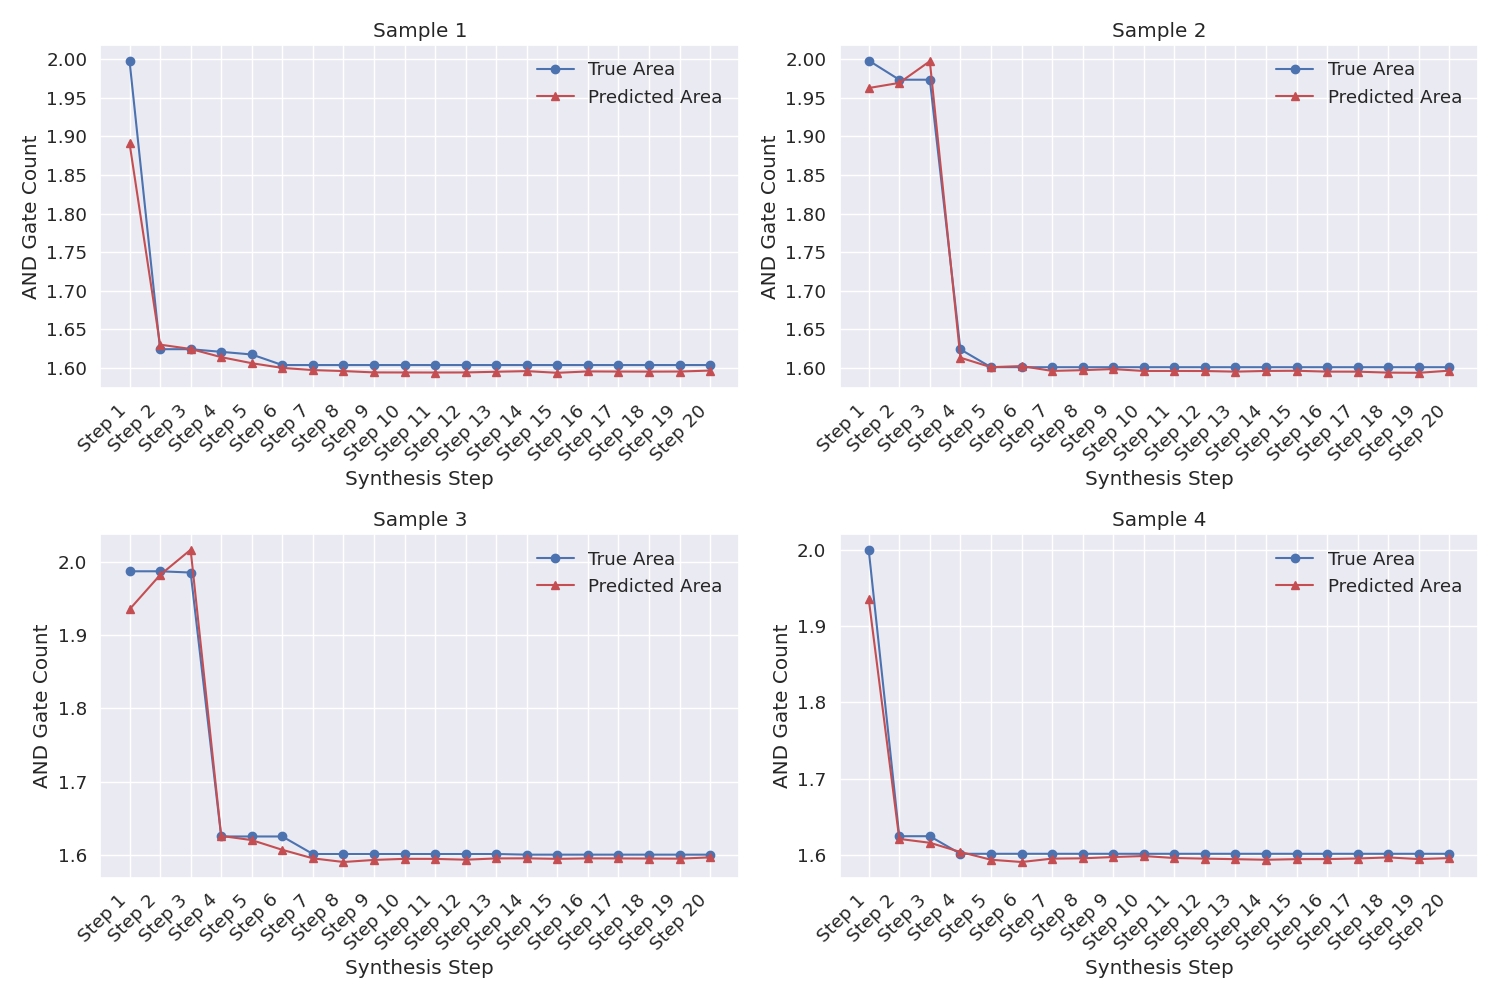 Sample 1
AND Gate Count
2.00
1.95
1.90
1.85
1.80
1.75
1.70
1.65
1.60
True Area
Predicted Area
Step 1
Step 2
Step 3
Step 4
Step 5
Step 6
Step 7
Step 8
Step 9
Step 10
Step 11
Step 12
Step 13
Step 14
Step 15
Step 16
Step 17
Step 18
Step 19
Step 20
Synthesis Step
Sample 2
AND Gate Count
2.00
1.95
1.90
1.85
1.80
1.75
1.70
1.65
1.60
True Area
Predicted Area
Step 1
Step 2
Step 3
Step 4
Step 5
Step 6
Step 7
Step 8
Step 9
Step 10
Step 11
Step 12
Step 13
Step 14
Step 15
Step 16
Step 17
Step 18
Step 19
Step 20
Synthesis Step
Sample 3
AND Gate Count
2.0
1.9
1.8
1.7
1.6
True Area
Predicted Area
Step 1
Step 2
Step 3
Step 4
Step 5
Step 6
Step 7
Step 8
Step 9
Step 10
Step 11
Step 12
Step 13
Step 14
Step 15
Step 16
Step 17
Step 18
Step 19
Step 20
Synthesis Step
Sample 4
AND Gate Count
2.0
1.9
1.8
1.7
1.6
True Area
Predicted Area
Step 1
Step 2
Step 3
Step 4
Step 5
Step 6
Step 7
Step 8
Step 9
Step 10
Step 11
Step 12
Step 13
Step 14
Step 15
Step 16
Step 17
Step 18
Step 19
Step 20
Synthesis Step